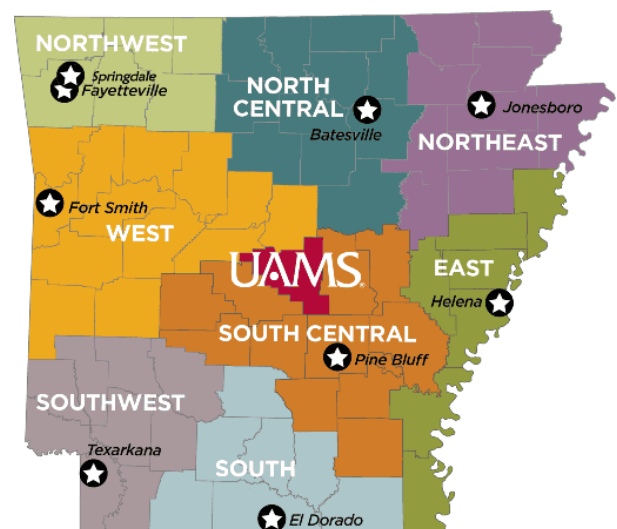 NORTHWEST
Springdale
Fayetteville
NORTH
CENTRAL
Batesville
Jonesboro
NORTHEAST
Fort Smith
WEST
UAMS®
EAST
Helena
SOUTH CENTRAL
Pine Bluff
SOUTHWEST
Texarkana
SOUTH
El Dorado